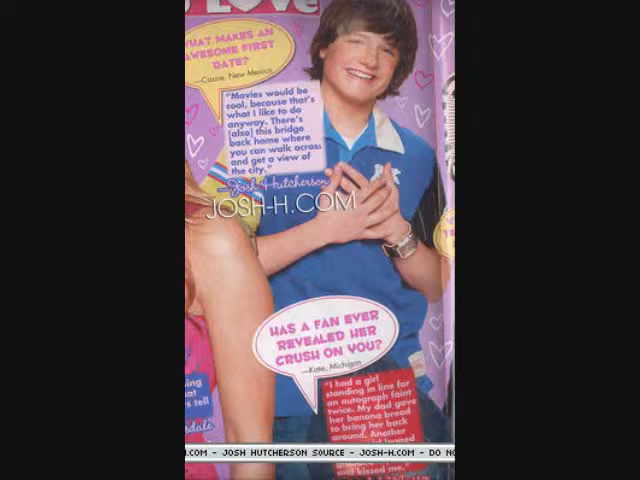 LOVE
WHAT MAKES AN
AWESOME FIRST
DATE?
—Cassie, New Mexico
"Movies would be
cool, because that's
what I like to do
anyway. There's
[also] this bridge
back home where
you can walk across
and get a view of
the city."
—Josh Hutcherson
JOSH-H.COM
HAS A FAN EVER
REVEALED HER
CRUSH ON YOU?
—Kate, Michigan
"I had a girl
standing in line for
an autograph faint
twice. My dad gave
her banana bread
to bring her back
around. Another
and kissed me."
tell
.COM - JOSH HUTCHERSON SOURCE - JOSH-H.COM - DO NO